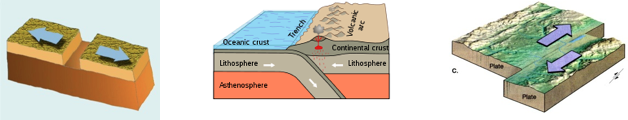 Trench
Volcanic
arc
Oceanic crust
Continental crust
Lithosphere
Lithosphere
Asthenosphere
C.
Plate
Plate